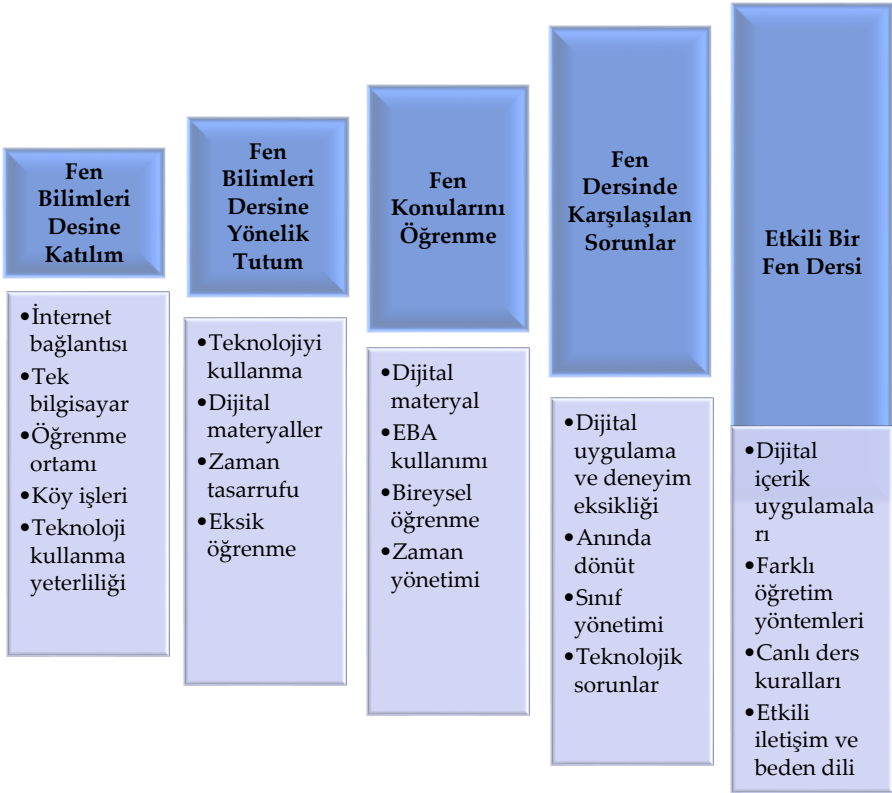 Fen
Bilimleri
Desine
Katılım
•İnternet
bağlantısı
•Tek
bilgisayar
•Öğrenme
ortamı
•Köy işleri
•Teknoloji
kullanma
yeterliliği
Fen
Bilimleri
Dersine
Yönelik
Tutum
•Teknolojiyi
kullanma
•Dijital
materyaller
•Zaman
tasarrufu
•Eksik
öğrenme
Fen
Konularını
Öğrenme
•Dijital
materyal
•EBA
kullanımı
•Bireysel
öğrenme
•Zaman
yönetimi
Fen
Dersinde
Karşılaşılan
Sorunlar
•Dijital
uygulama
ve deneyim
eksikliği
•Anında
dönüt
•Sınıf
yönetimi
•Teknolojik
sorunlar
Etkili Bir
Fen Dersi
•Dijital
içerik
uygulamala
rı
•Farklı
öğretim
yöntemleri
•Canlı ders
kuralları
•Etkili
iletişim ve
beden dili